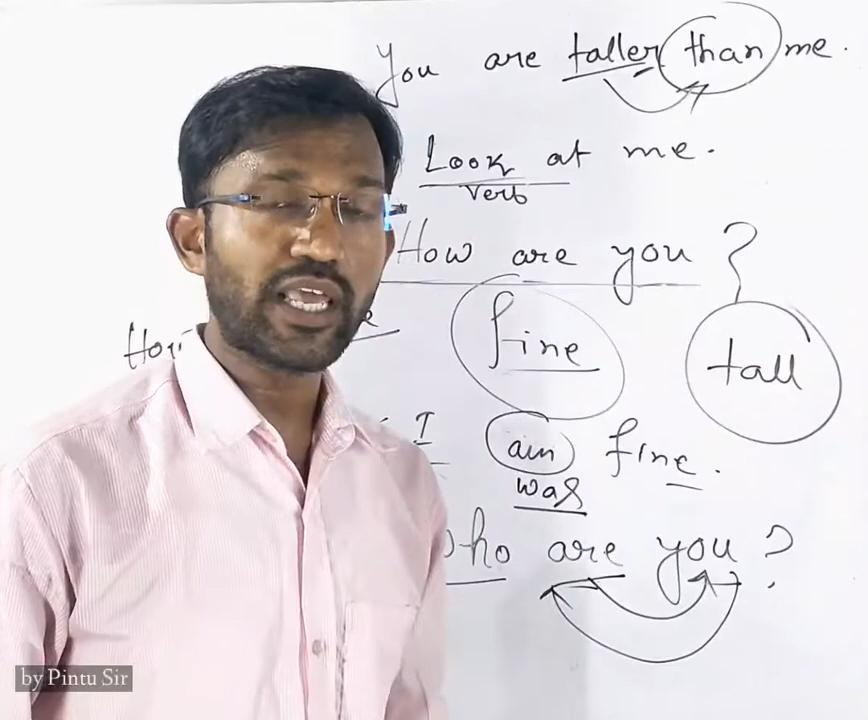 You are taller than me.
Look at me.
verb
How are you ?
fine
tall
I am fine.
was
Who are you ?
by Pintu Sir